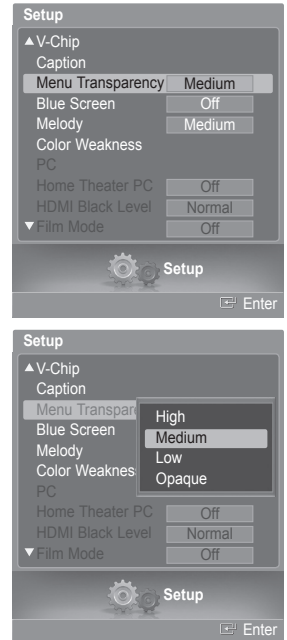 Setup
▲ V-Chip
Caption
Menu Transparency Medium
Blue Screen Off
Melody Medium
Color Weakness
PC
Home Theater PC Off
HDMI Black Level Normal
▼ Film Mode Off
Setup
Enter
Setup
▲ V-Chip
Caption
Menu Transpar
High
Blue Screen
Medium
Melody
Low
Color Weaknes
Opaque
PC
Home Theater PC Off
HDMI Black Level Normal
▼ Film Mode Off
Setup
Enter